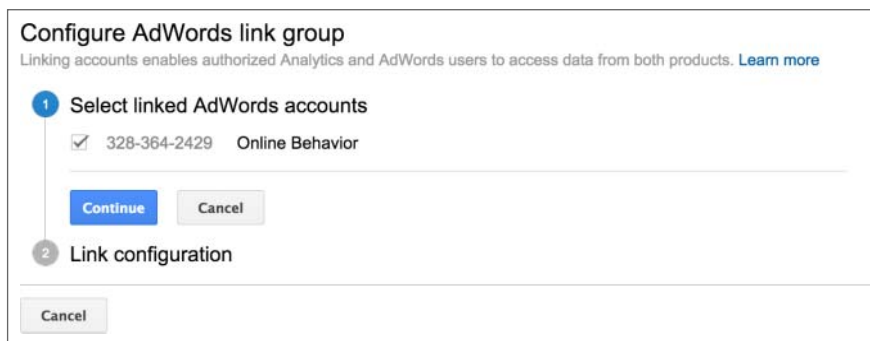 Configure AdWords link group
Linking accounts enables authorized Analytics and AdWords users to access data from both products. Learn more
1 Select linked AdWords accounts
328-364-2429 Online Behavior
Continue Cancel
2 Link configuration
Cancel